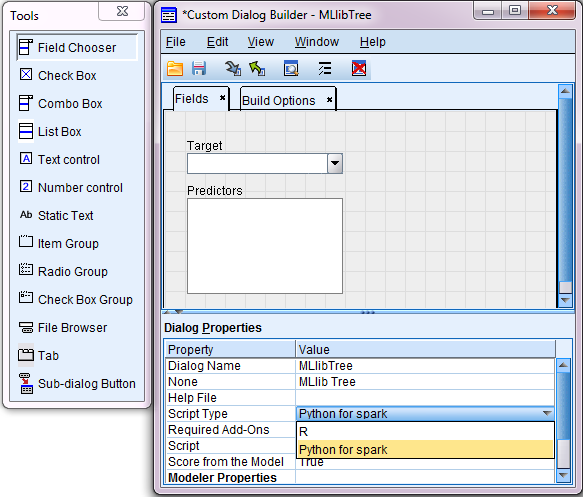 Tools
Field Chooser
Check Box
Combo Box
List Box
A Text control
2 Number control
Ab Static Text
Item Group
Radio Group
Check Box Group
File Browser
Tab
Sub-dialog Button
*Custom Dialog Builder - MLlibTree
File Edit View Window Help
Fields Build Options
Target
Predictors
Dialog Properties
Property Value
Dialog Name MLlibTree
None MLlib Tree
Help File
Script Type Python for spark
Required Add-Ons R
Script Python for spark
Score from the Model True
Modeler Properties